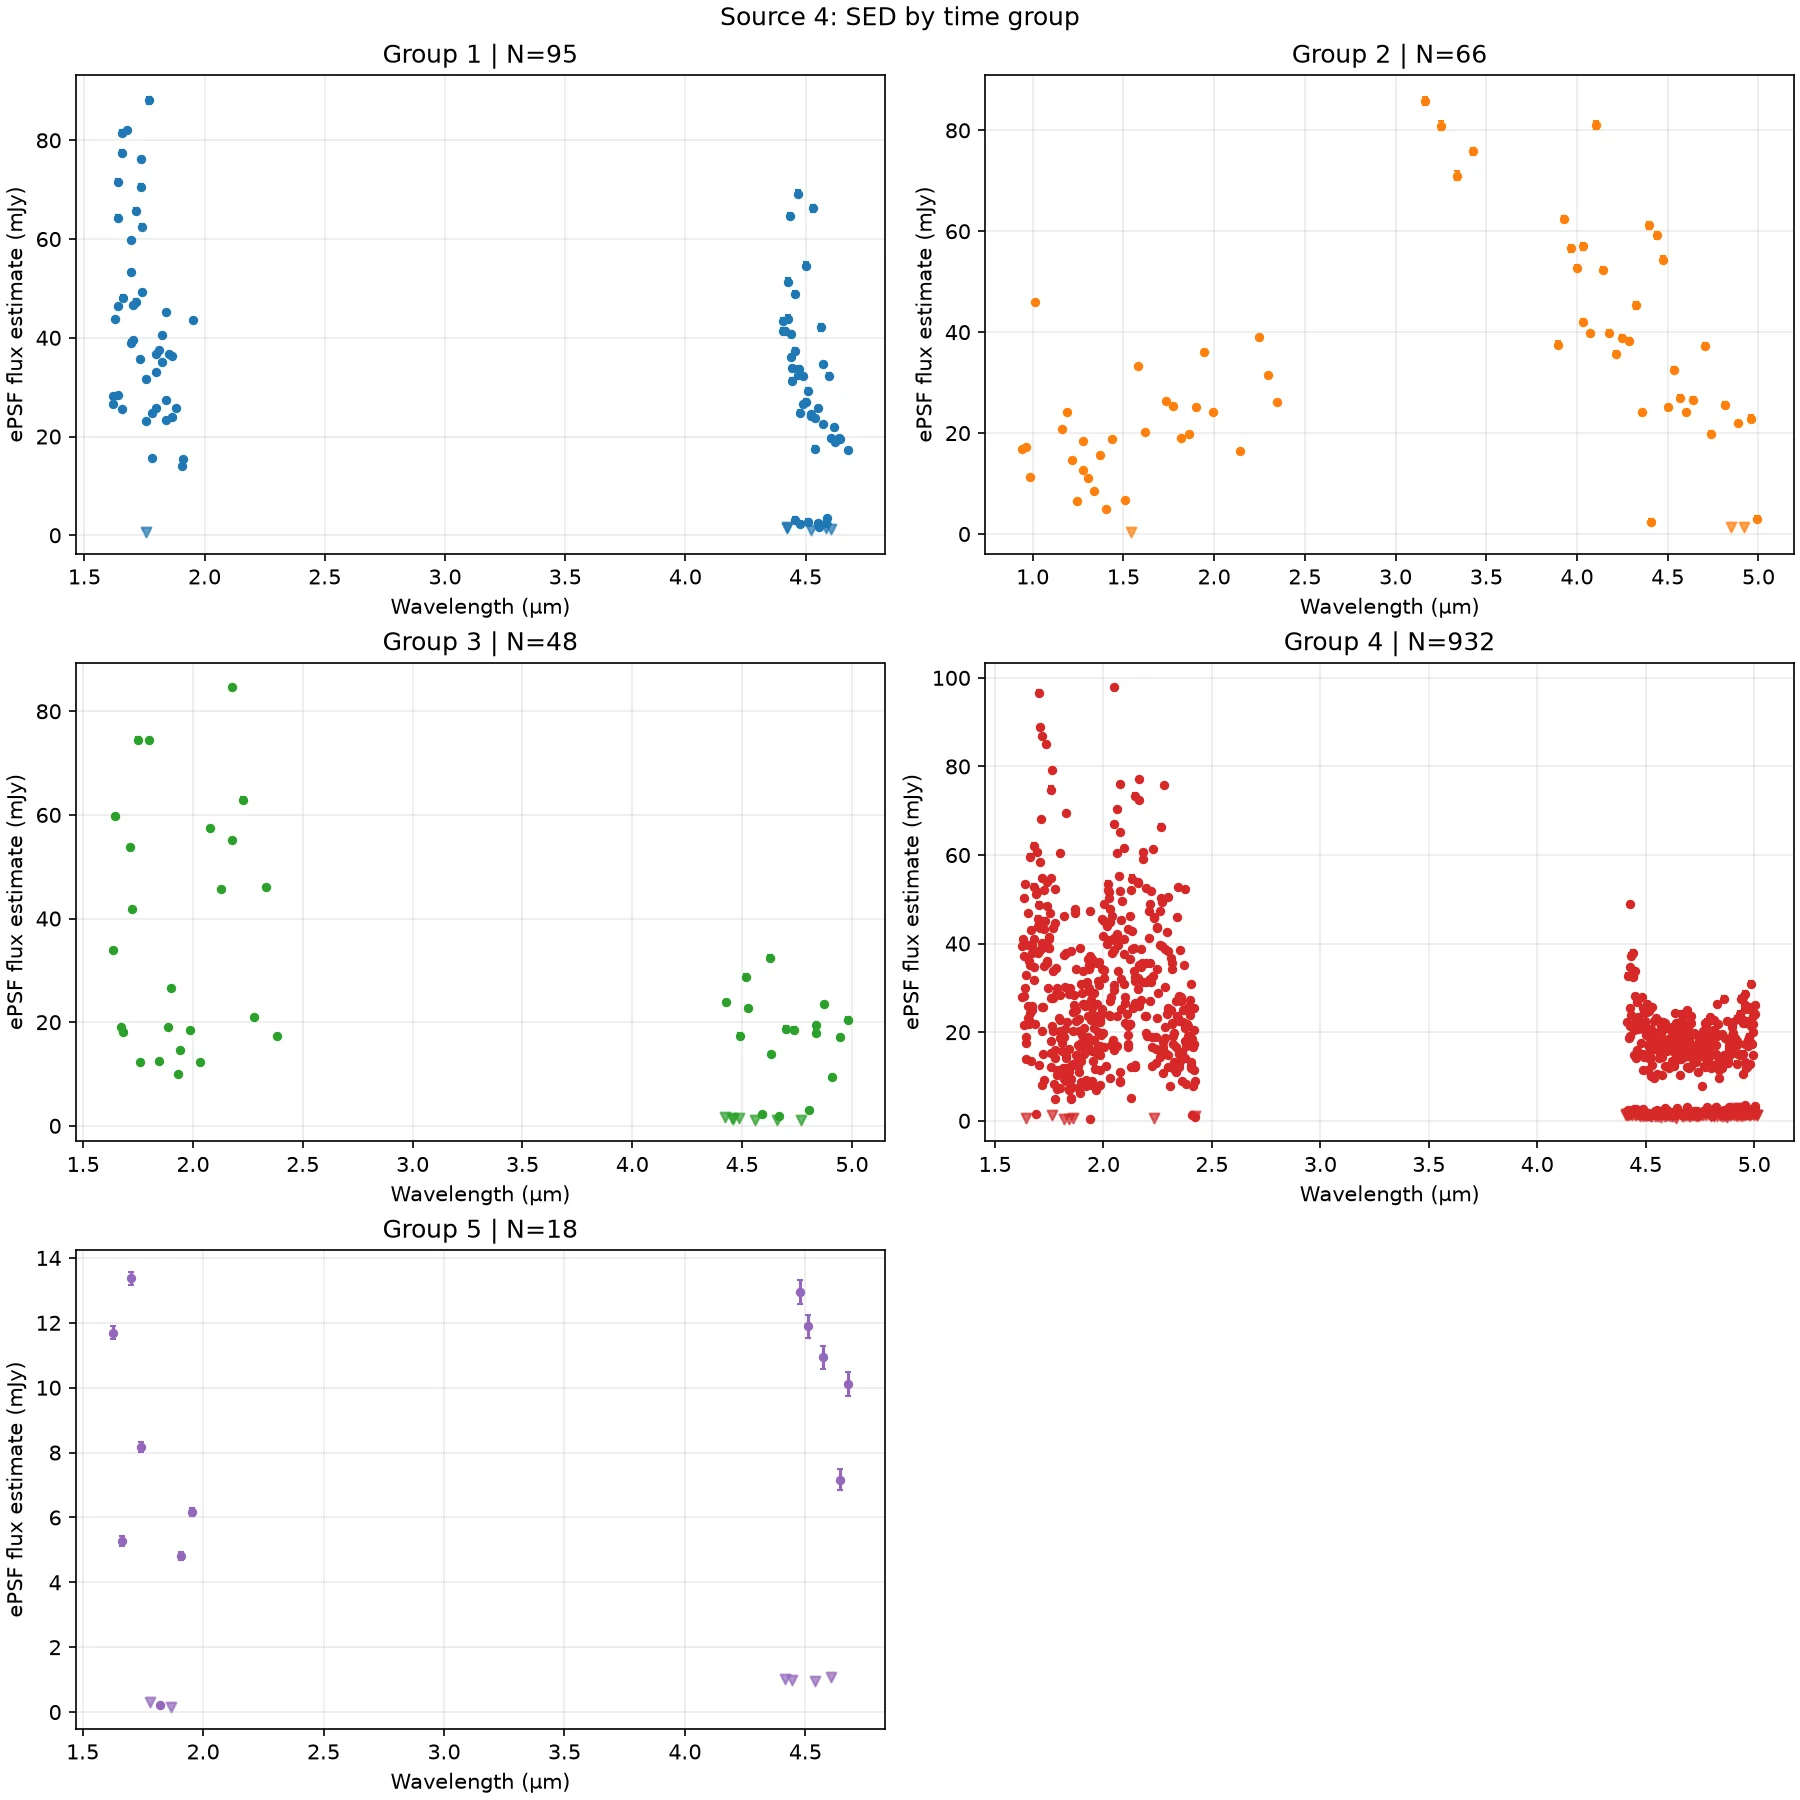 Source 4: SED by time group
Group 1 | N=95
ePSF flux estimate (mJy)
80
60
40
20
0
1.5 2.0 2.5 3.0 3.5 4.0 4.5
Wavelength (μm)
Group 2 | N=66
ePSF flux estimate (mJy)
80
60
40
20
0
1.0 1.5 2.0 2.5 3.0 3.5 4.0 4.5 5.0
Wavelength (μm)
Group 3 | N=48
ePSF flux estimate (mJy)
80
60
40
20
0
1.5 2.0 2.5 3.0 3.5 4.0 4.5 5.0
Wavelength (μm)
Group 4 | N=932
ePSF flux estimate (mJy)
100
80
60
40
20
0
1.5 2.0 2.5 3.0 3.5 4.0 4.5 5.0
Wavelength (μm)
Group 5 | N=18
ePSF flux estimate (mJy)
14
12
10
8
6
4
2
0
1.5 2.0 2.5 3.0 3.5 4.0 4.5
Wavelength (μm)